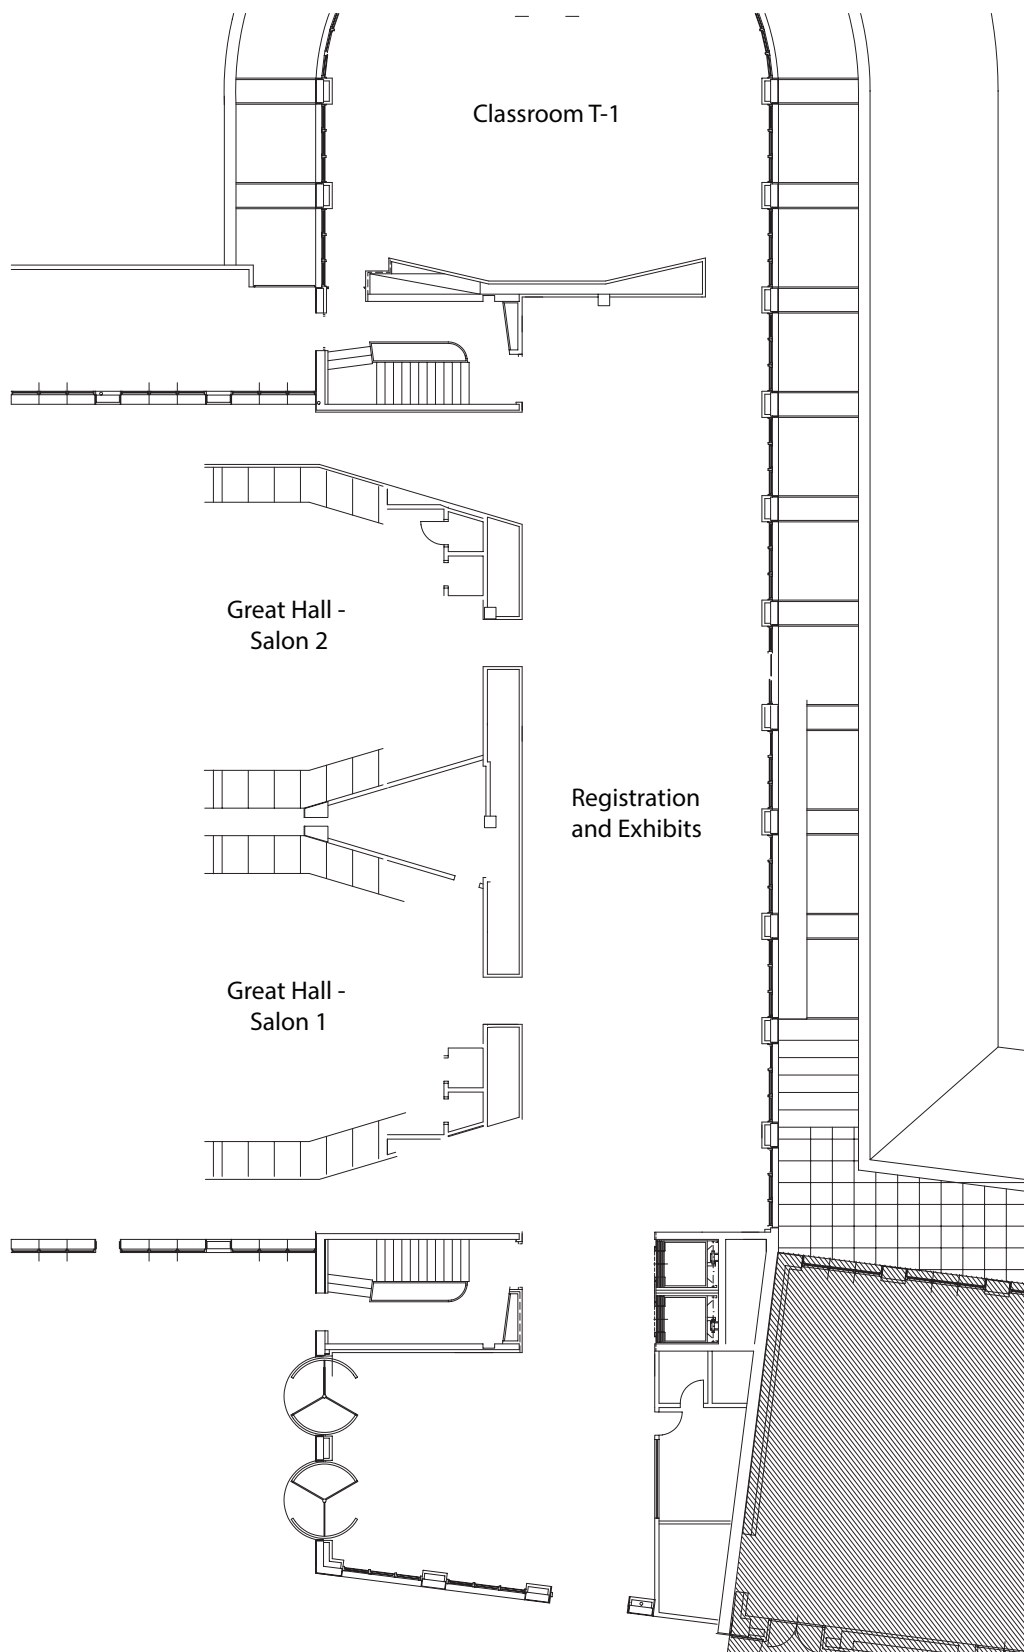 Classroom T-1
Great Hall -
Salon 2
Registration
and Exhibits
Great Hall -
Salon 1